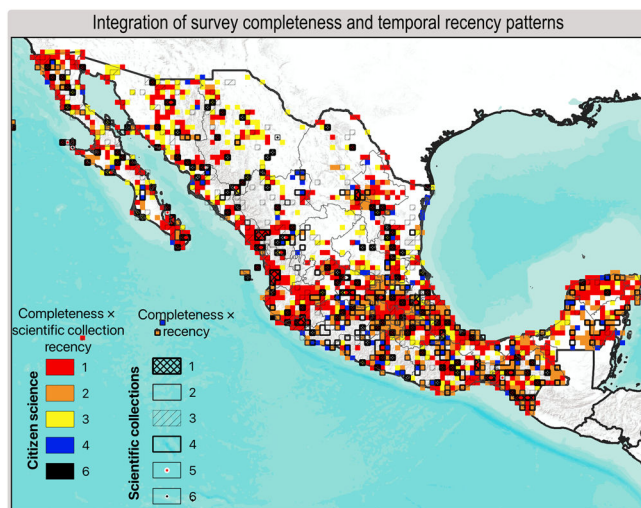 Integration of survey completeness and temporal recency patterns
Completeness ×
scientific collection
recency
Citizen science
1
2
3
4
6
Completeness ×
recency
Scientific collections
1
2
3
4
5
6